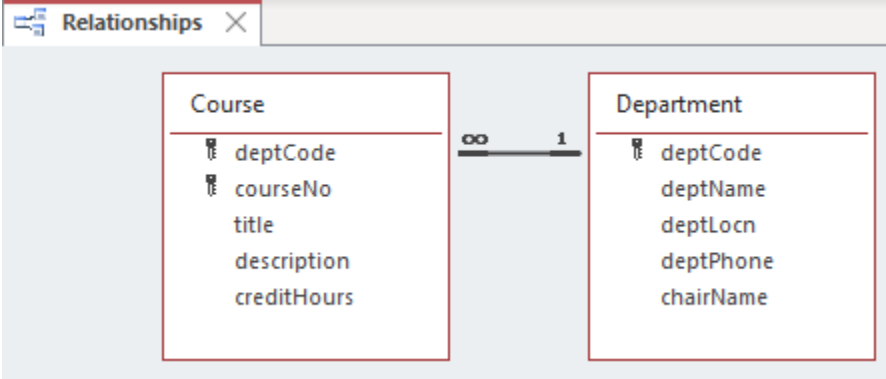 Relationships
Course
deptCode
courseNo
title
description
creditHours
∞ 1
Department
deptCode
deptName
deptLocn
deptPhone
chairName